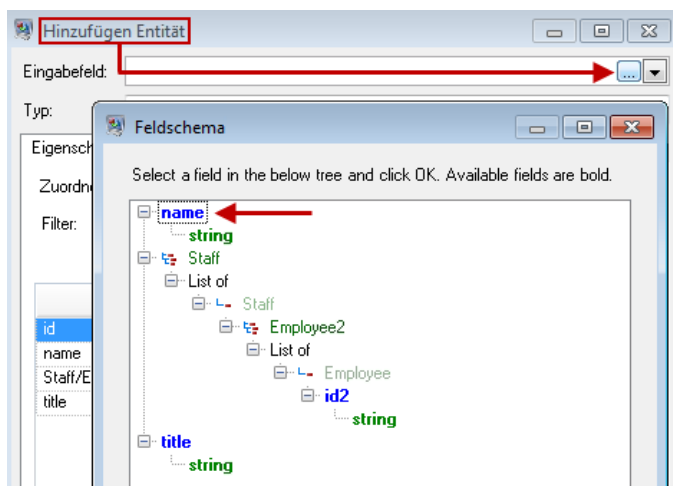 Hinzufügen Entität
Eingabefeld:
...
Typ:
Feldschema
Eigensch
Select a field in the below tree and click OK. Available fields are bold.
Zuordn
name
Filter:
string
Staff
List of
Staff
id
Employee2
name
List of
Staff/E
Employee
title
id2
string
title
string